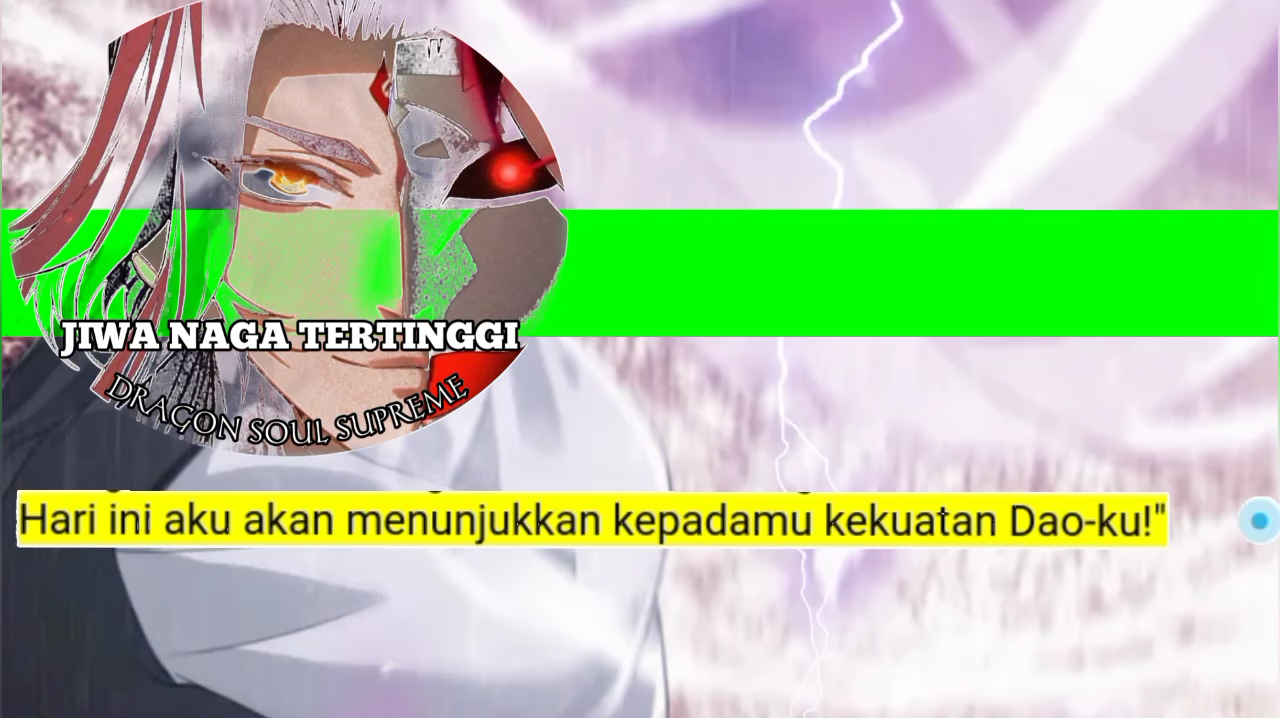 JIWA NAGA TERTINGGI
DRAGON SOUL SUPREME
Hari ini aku akan menunjukkan kepadamu kekuatan Dao-ku!"